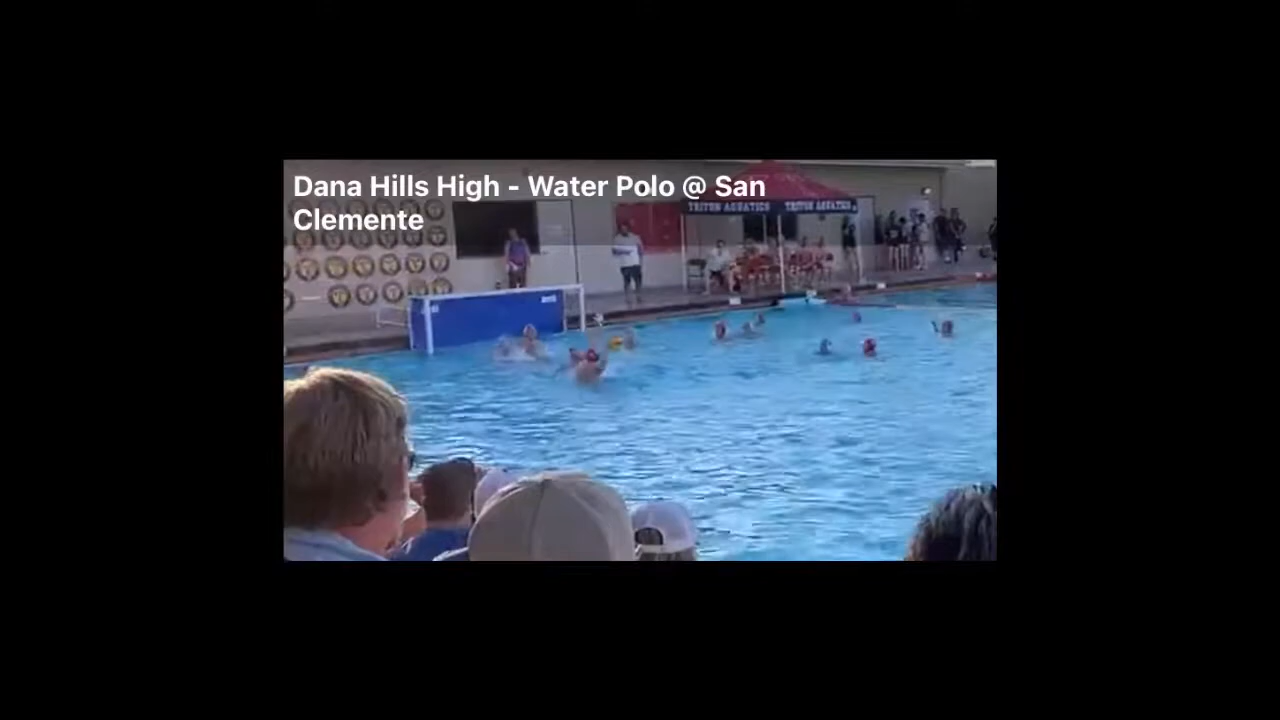 Dana Hills High - Water Polo @ San
Clemente
TRITON AQUATICS TRITON AQUATICS